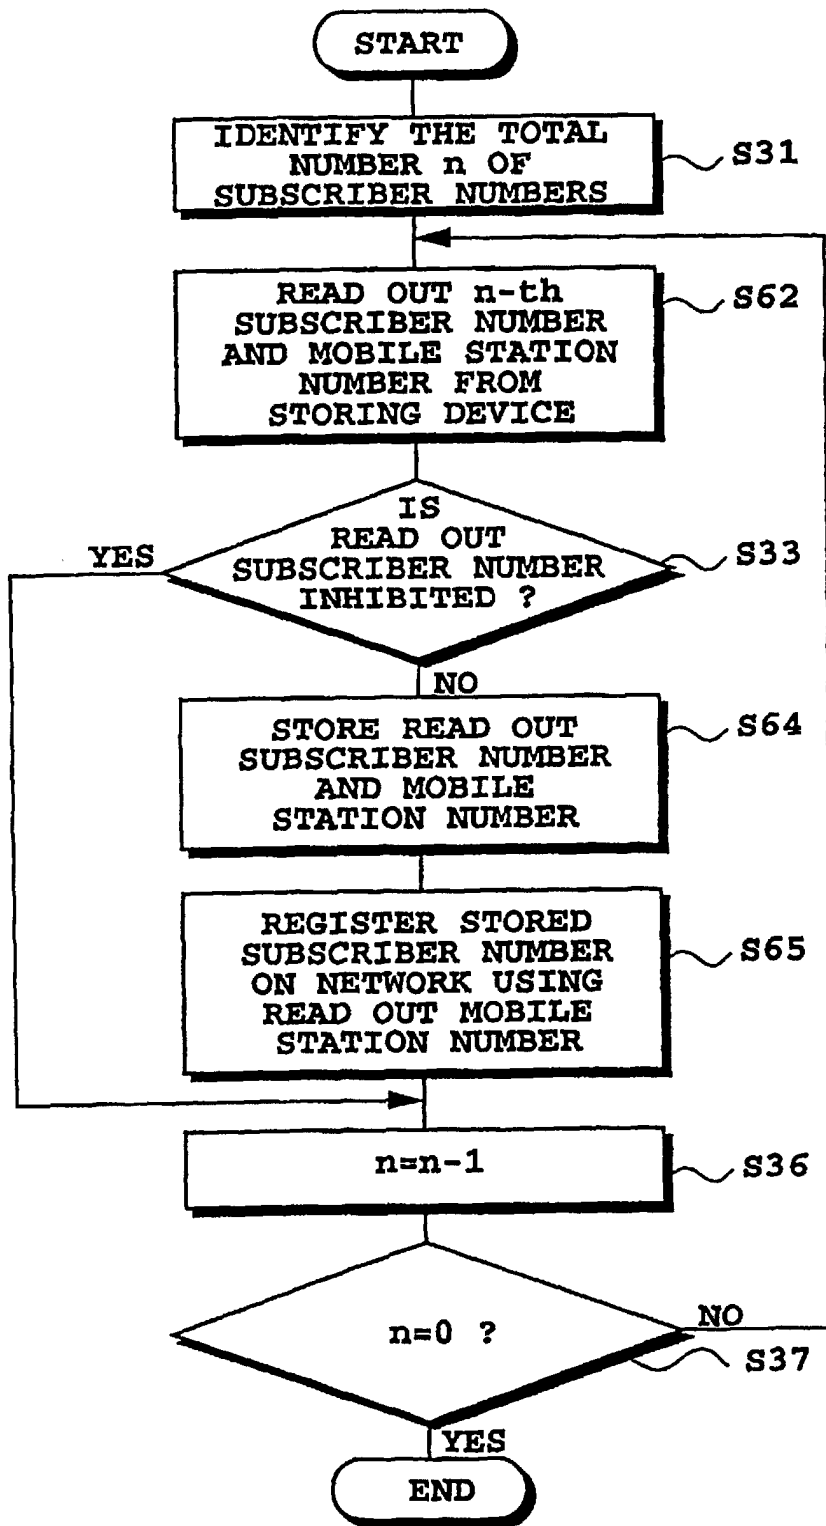 START
IDENTIFY THE TOTAL
NUMBER n OF
SUBSCRIBER NUMBERS
S31
READ OUT n-th
SUBSCRIBER NUMBER
AND MOBILE STATION
NUMBER FROM
STORING DEVICE
S62
IS
READ OUT
SUBSCRIBER NUMBER
INHIBITED ?
YES
S33
NO
STORE READ OUT
SUBSCRIBER NUMBER
AND MOBILE
STATION NUMBER
S64
REGISTER STORED
SUBSCRIBER NUMBER
ON NETWORK USING
READ OUT MOBILE
STATION NUMBER
S65
n=n-1
S36
n=0 ?
NO
S37
YES
END